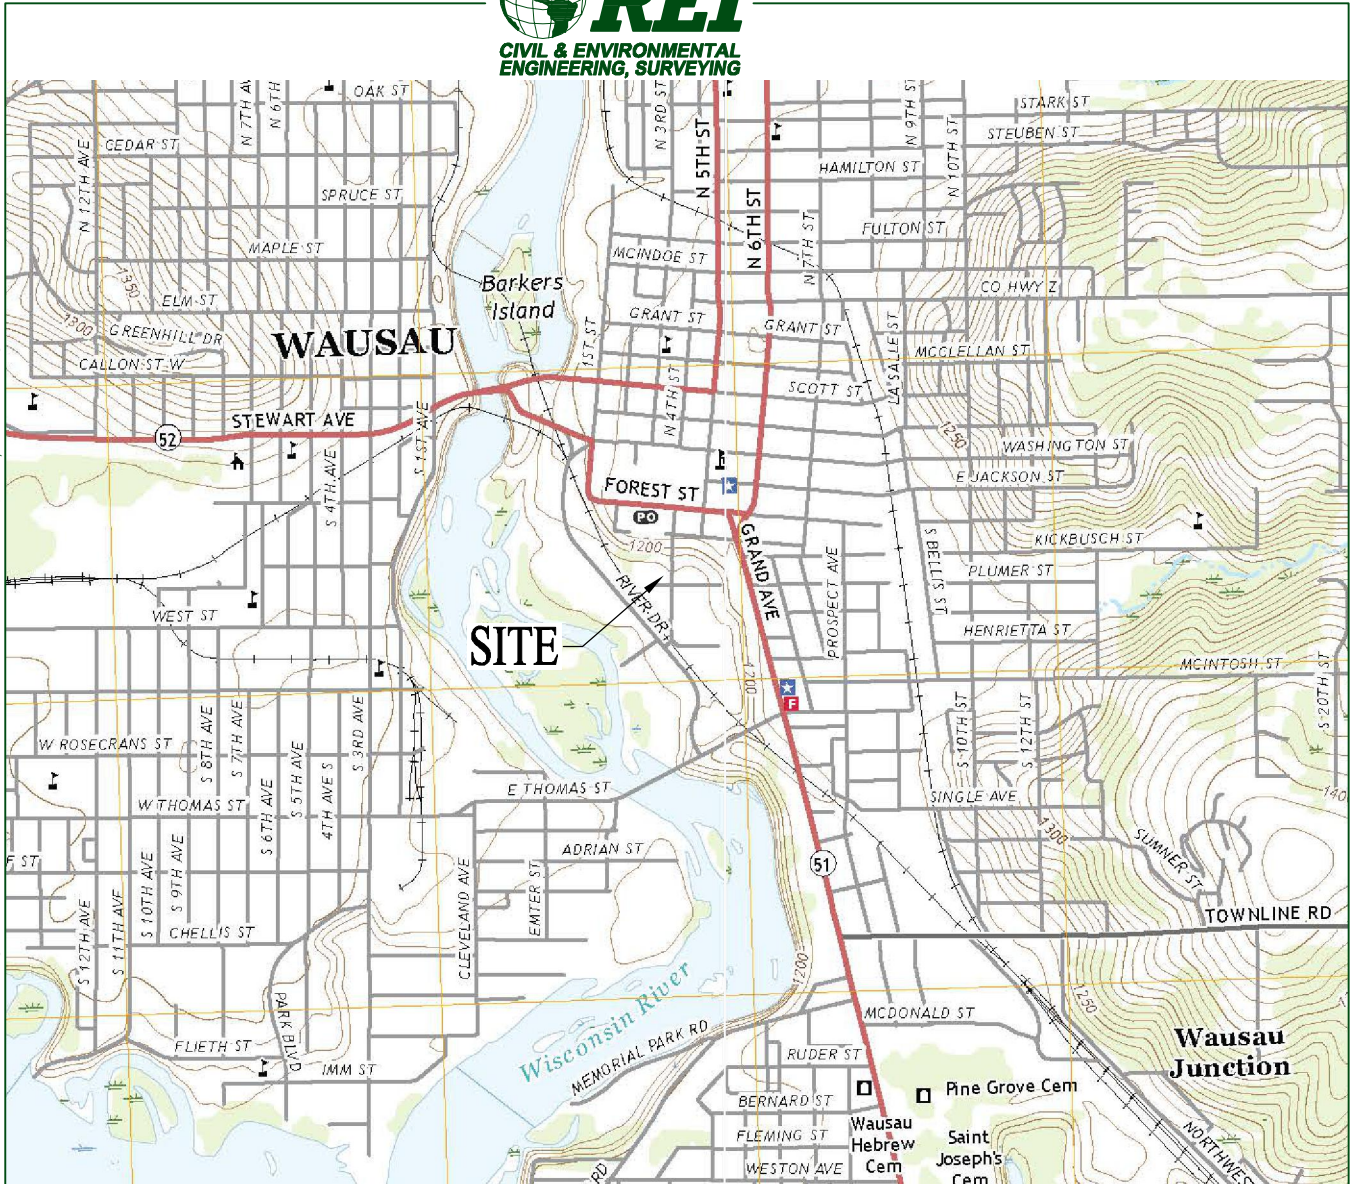 REI
CIVIL & ENVIRONMENTAL
ENGINEERING, SURVEYING
OAK ST
N 7TH AV
N 6TH
N 3RD ST
N 5TH ST
N 9TH S
STARK ST
STEUBEN ST
CEDAR ST
N 12TH AVE
HAMILTON ST
N 10TH ST
SPRUCE ST
N 6TH ST
N 7TH ST
FULTON ST
MAPLE ST
MCINDOE ST
Barkers
Island
CO HWY Z
1350
ELM ST
1300
GREENHILL DR
WAUSAU
1ST ST
GRANT ST
GRANT ST
LA SALLE ST
MCCLELLAN ST
CALLON ST W
SCOTT ST
N 4TH ST
STEWART AVE
52
S 1ST AVE
1250
WASHINGTON ST
E JACKSON ST
S 4TH AVE
FOREST ST
PO
GRAND AVE
1200
S BELLIS ST
KICKBUSCH ST
PLUMER ST
RIVER DR
PROSPECT AVE
WEST ST
SITE
HENRIETTA ST
MCINTOSH ST
1200
F
S 20TH ST
S 8TH AVE
S 7TH AVE
S 3RD AVE
S 10TH ST
S 12TH ST
W ROSECRANS ST
S 5TH AVE
4TH AVE S
S 6TH AVE
W THOMAS ST
E THOMAS ST
SINGLE AVE
140
1300
SUMNER ST
ADRIAN ST
51
F ST
S 10TH AVE
S 9TH AVE
CLEVELAND AVE
EMTER ST
S 12TH AVE
S 11TH AVE
CHELLIS ST
TOWNLINE RD
1200
Wisconsin River
1250
PARK BLVD
MCDONALD ST
MEMORIAL PARK RD
FLIETH ST
IMM ST
RUDER ST
Wausau
Junction
BERNARD ST
Pine Grove Cem
FLEMING ST
Wausau
Hebrew
Cem
Saint
Joseph's
Cem
WESTON AVE
RD
NORTHWES